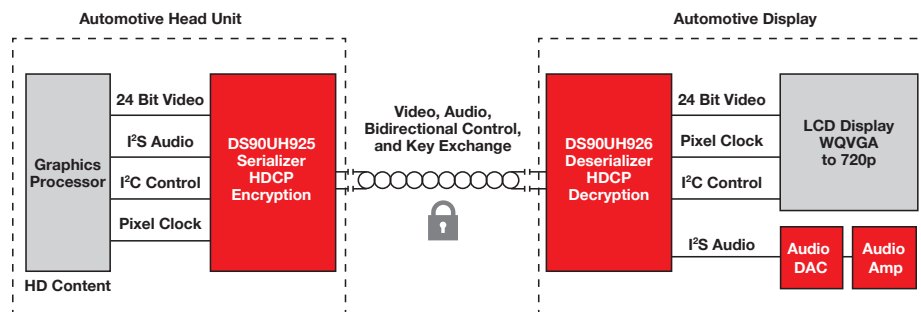 Automotive Head Unit
Automotive Display
Graphics
Processor
HD Content
24 Bit Video
I²S Audio
I²C Control
Pixel Clock
DS90UH925
Serializer
HDCP
Encryption
Video, Audio,
Bidirectional Control,
and Key Exchange
DS90UH926
Deserializer
HDCP
Decryption
24 Bit Video
Pixel Clock
I²C Control
I²S Audio
LCD Display
WQVGA
to 720p
Audio
DAC
Audio
Amp